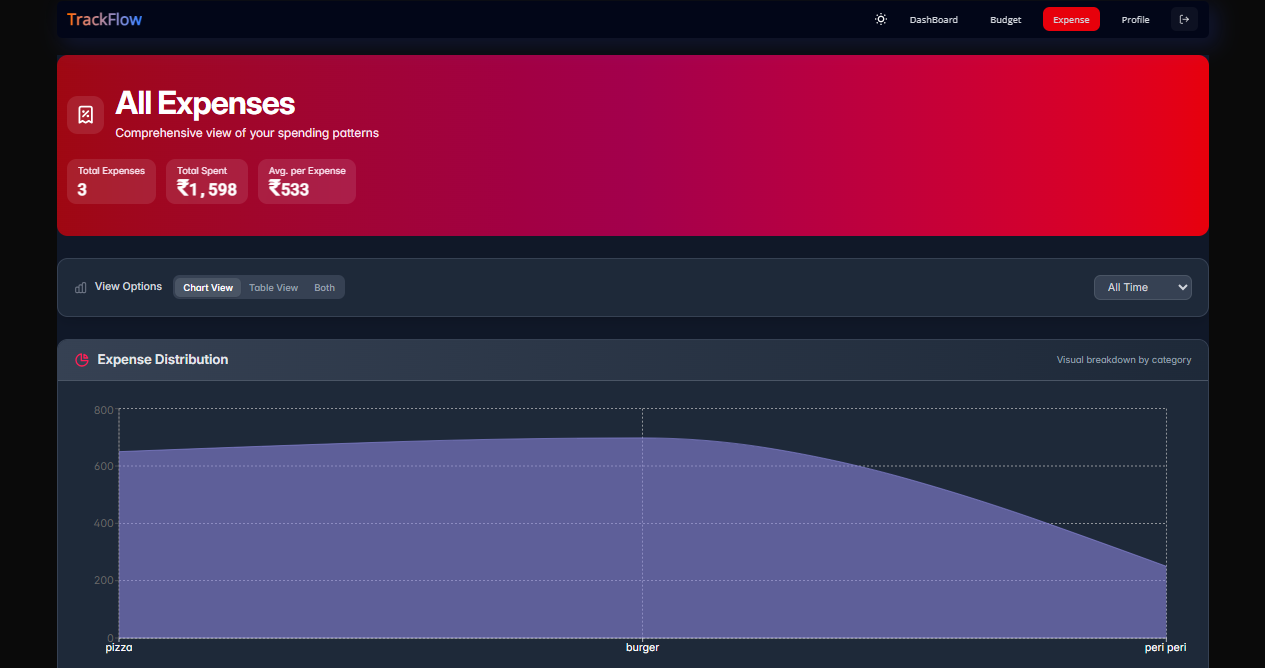 TrackFlow
DashBoard Budget Expense Profile
All Expenses
Comprehensive view of your spending patterns
Total Expenses
3
Total Spent
₹1,598
Avg. per Expense
₹533
View Options
Chart View Table View Both
All Time
Expense Distribution
Visual breakdown by category
800
600
400
200
0
pizza burger peri peri